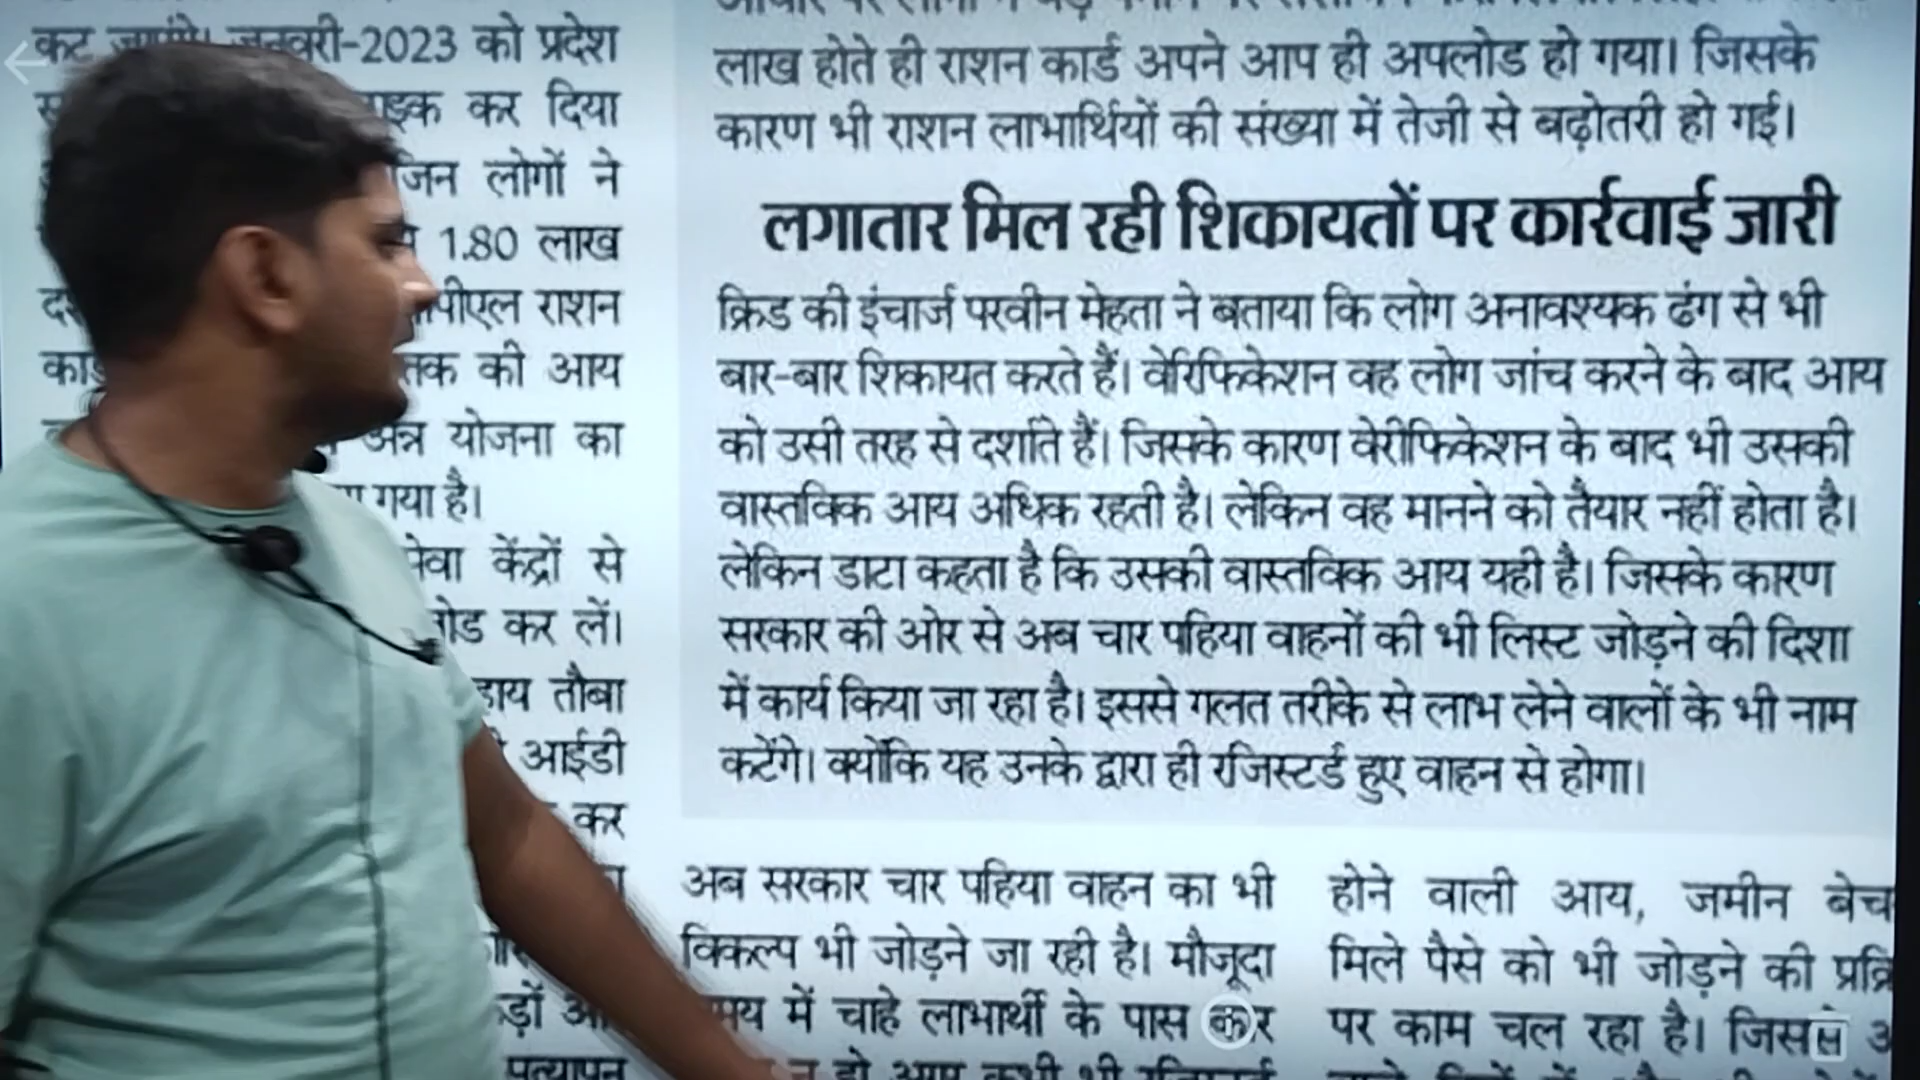 कट जाएंगे। जनवरी-2023 को प्रदेश
कर दिया
जिन लोगों ने
1.80 लाख
राशन
तक की आय
अन्न योजना का
गया है।
केंद्रों से
कर लें।
हाय तौबा
आईडी
कर
लाख होते ही राशन कार्ड अपने आप ही अपलोड हो गया। जिसके
कारण भी राशन लाभार्थियों की संख्या में तेजी से बढ़ोतरी हो गई।
लगातार मिल रही शिकायतों पर कार्रवाई जारी
क्रिड की इंचार्ज परवीन मेहता ने बताया कि लोग अनावश्यक ढंग से भी
बार-बार शिकायत करते हैं। वेरिफिकेशन वह लोग जांच करने के बाद आय
को उसी तरह से दर्शाते हैं। जिसके कारण वेरीफिकेशन के बाद भी उसकी
वास्तविक आय अधिक रहती है। लेकिन वह मानने को तैयार नहीं होता है।
लेकिन डाटा कहता है कि उसकी वास्तविक आय यही है। जिसके कारण
सरकार की ओर से अब चार पहिया वाहनों की भी लिस्ट जोड़ने की दिशा
में कार्य किया जा रहा है। इससे गलत तरीके से लाभ लेने वालों के भी नाम
कटेंगे। क्योंकि यह उनके द्वारा ही रजिस्टर्ड हुए वाहन से होगा।
अब सरकार चार पहिया वाहन का भी
विकल्प भी जोड़ने जा रही है। मौजूदा
में चाहे लाभार्थी के पास कार
होने वाली आय, जमीन बेच
मिले पैसे को भी जोड़ने की
पर काम चल रहा है।